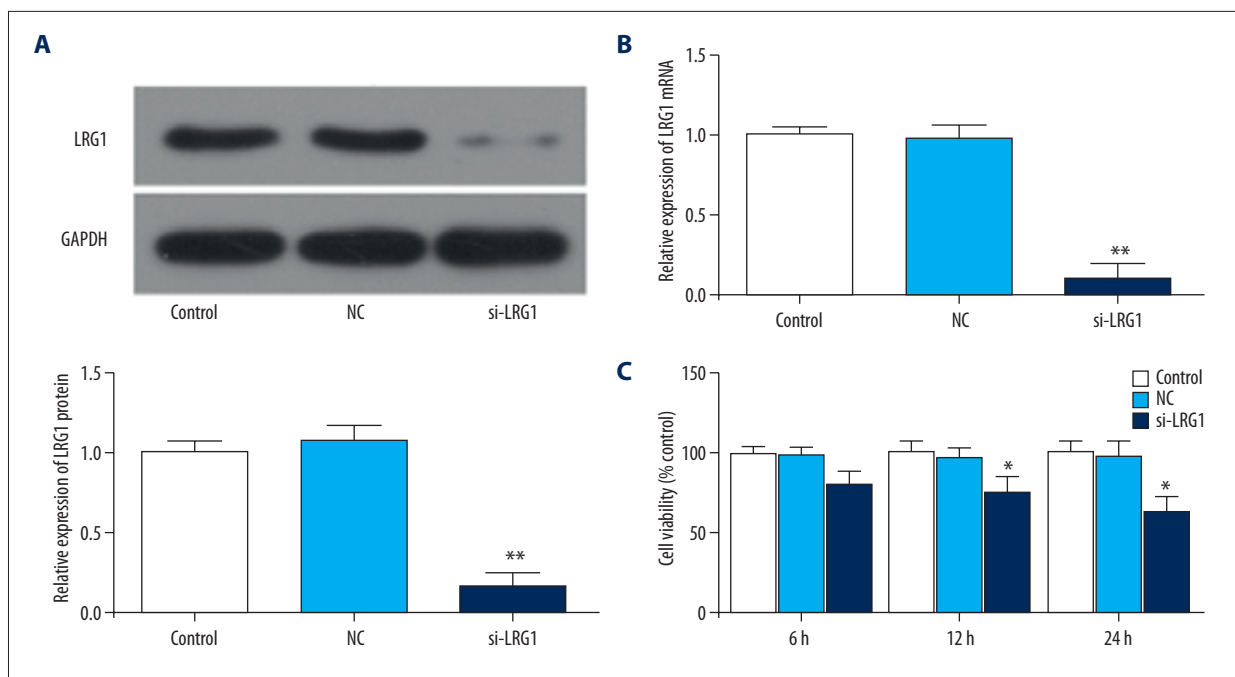 A
LRG1
GAPDH
Control NC si-LRG1
Relative expression of LRG1 protein
1.5
1.0
0.5
0.0
**
Control NC si-LRG1
B
Relative expression of LRG1 mRNA
1.5
1.0
0.5
0.0
**
Control NC si-LRG1
C
Cell viability (% control)
150
100
50
0
Control
NC
si-LRG1
*
*
6 h 12 h 24 h